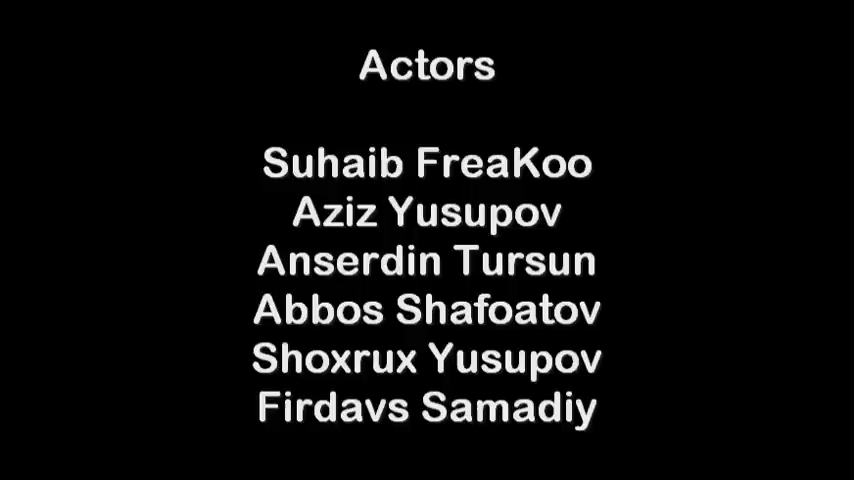 Actors
Suhaib FreaKoo
Aziz Yusupov
Anserdin Tursun
Abbos Shafoatov
Shoxrux Yusupov
Firdavs Samadiy